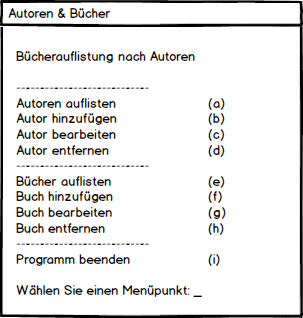 Autoren & Bücher
Bücherauflistung nach Autoren
----------------------------
Autoren auflisten (a)
Autor hinzufügen (b)
Autor bearbeiten (c)
Autor entfernen (d)
----------------------------
Bücher auflisten (e)
Buch hinzufügen (f)
Buch bearbeiten (g)
Buch entfernen (h)
----------------------------
Programm beenden (i)
Wählen Sie einen Menüpunkt: _